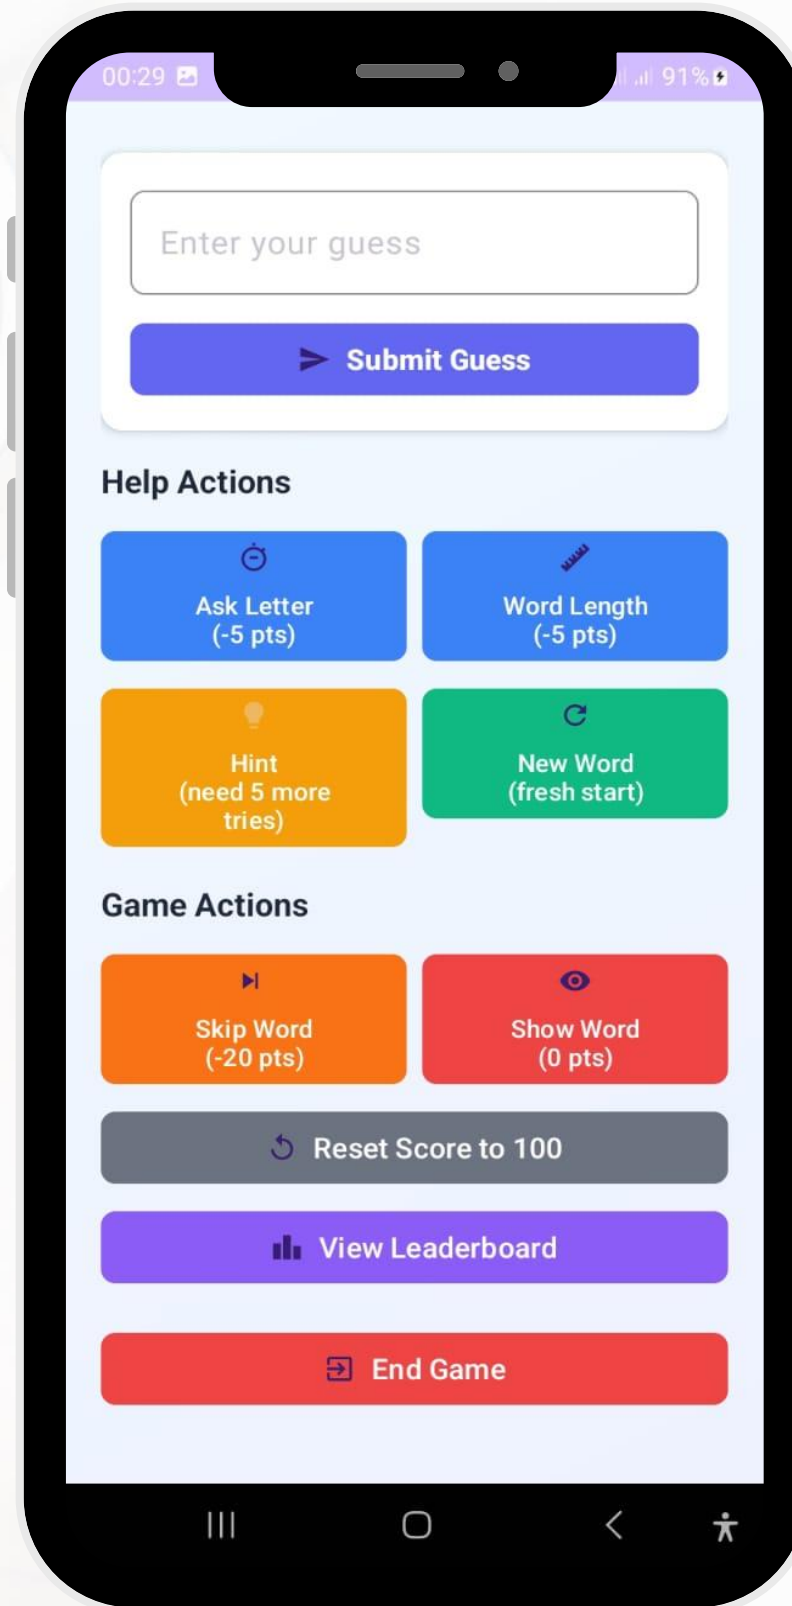 00:29
91%
Enter your guess
Submit Guess
Help Actions
Ask Letter
(-5 pts)
Word Length
(-5 pts)
Hint
(need 5 more
tries)
New Word
(fresh start)
Game Actions
Skip Word
(-20 pts)
Show Word
(0 pts)
Reset Score to 100
View Leaderboard
End Game